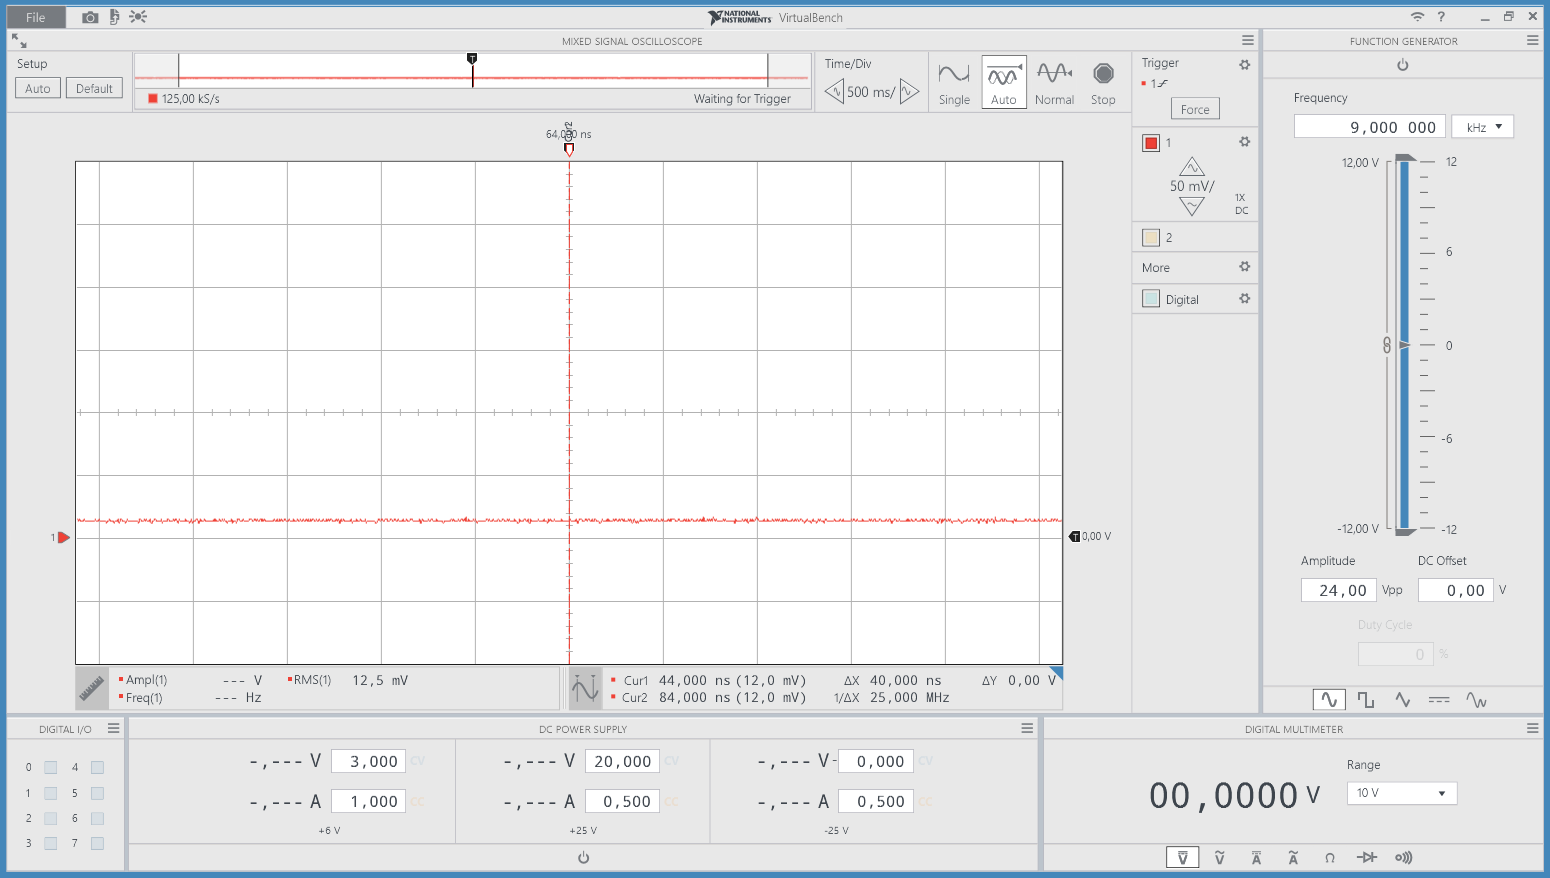 File
NATIONAL INSTRUMENTS VirtualBench
?
MIXED SIGNAL OSCILLOSCOPE
FUNCTION GENERATOR
Setup
Auto Default
T
125,00 kS/s Waiting for Trigger
Time/Div
500 ms/
Single Auto Normal Stop
Trigger
1
Force
1
50 mV/
1X
DC
2
More
Digital
64,000 ns
Cur2
1
T 0,00 V
Ampl(1) --- V RMS(1) 12,5 mV
Freq(1) --- Hz
Cur1 44,000 ns (12,0 mV) ΔX 40,000 ns ΔY 0,00 V
Cur2 84,000 ns (12,0 mV) 1/ΔX 25,000 MHz
Frequency
9,000 000 kHz
12,00 V 12
6
0
-6
-12,00 V -12
Amplitude DC Offset
24,00 Vpp 0,00 V
Duty Cycle
0 %
DIGITAL I/O
0 4
1 5
2 6
3 7
DC POWER SUPPLY
-,--- V 3,000 CV -,--- V 20,000 CV -,--- V - 0,000 CV
-,--- A 1,000 CC -,--- A 0,500 CC -,--- A 0,500 CC
+6 V +25 V -25 V
DIGITAL MULTIMETER
00,0000 V
Range
10 V
V V A A Ω